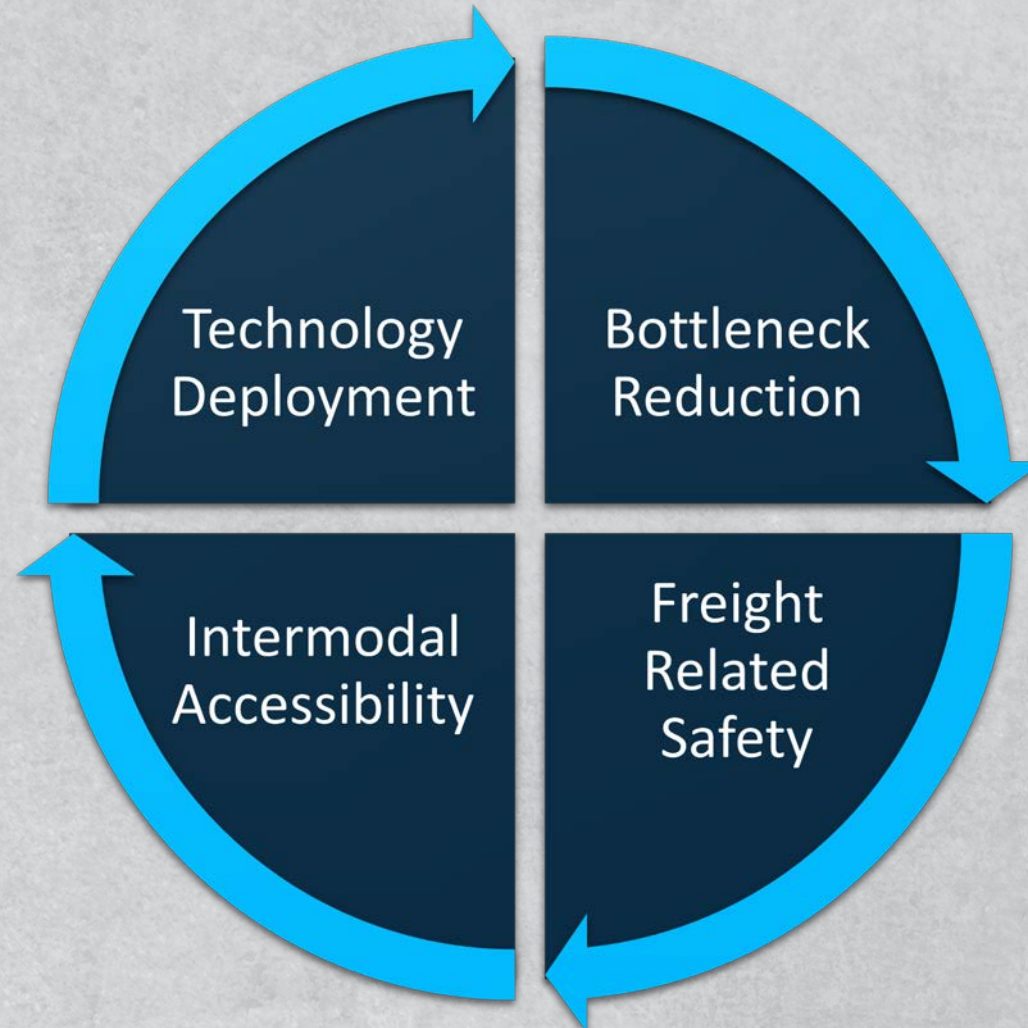 Technology
Deployment
Bottleneck
Reduction
Intermodal
Accessibility
Freight
Related
Safety